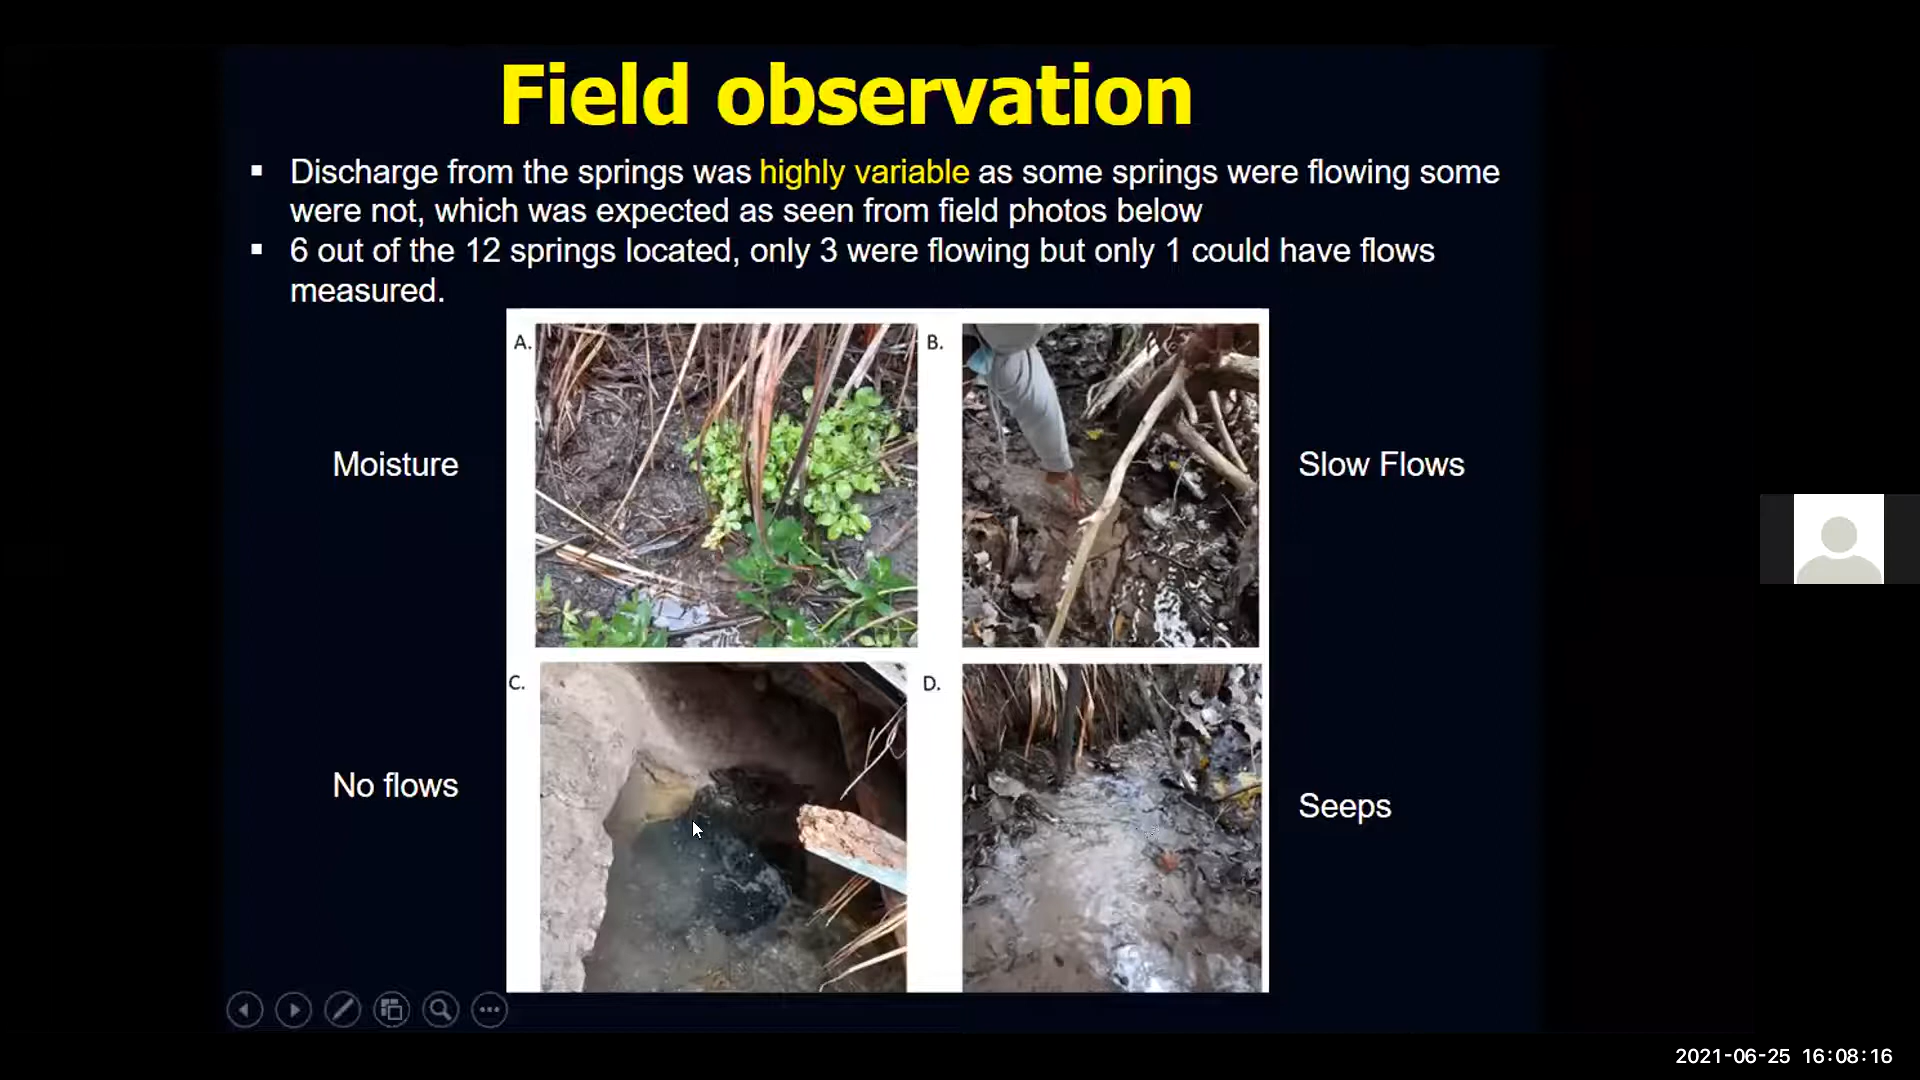 Field observation
▪ Discharge from the springs was highly variable as some springs were flowing some
were not, which was expected as seen from field photos below
▪ 6 out of the 12 springs located, only 3 were flowing but only 1 could have flows
measured.
A.
B.
Moisture
Slow Flows
C.
D.
No flows
Seeps
2021-06-25 16:08:16